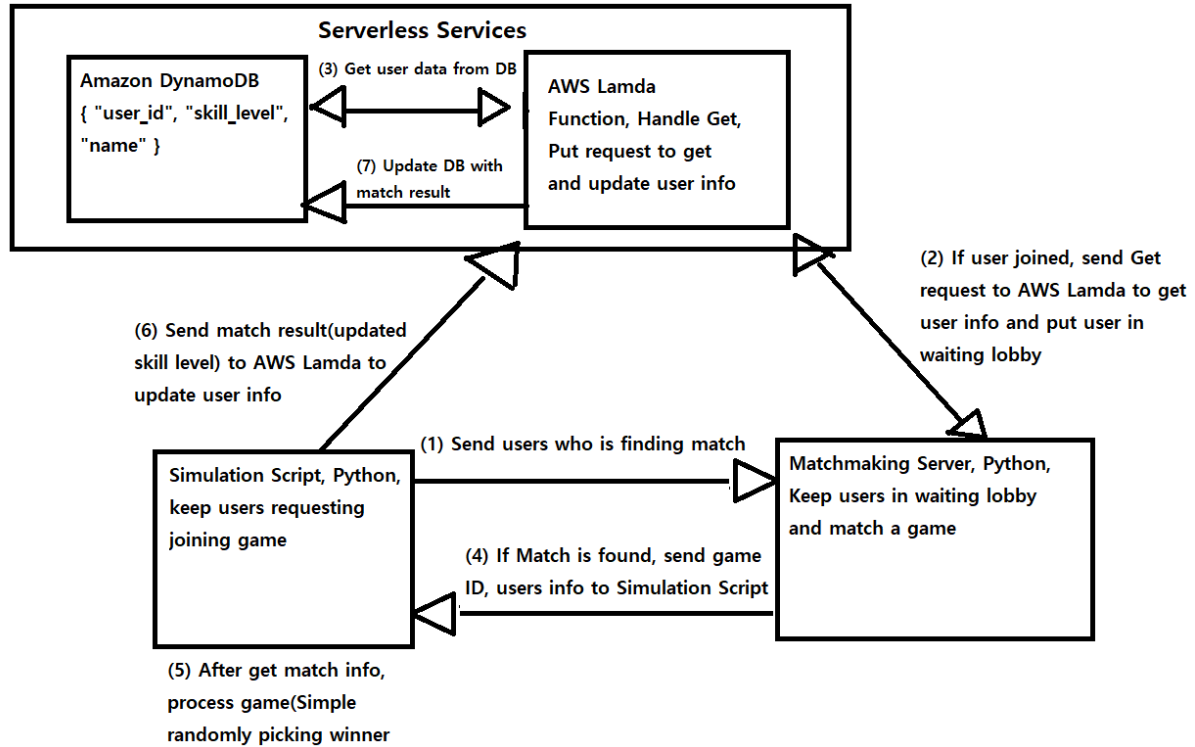 Serverless Services
Amazon DynamoDB
{ "user_id", "skill_level",
"name" }
(3) Get user data from DB
(7) Update DB with
match result
AWS Lamda
Function, Handle Get,
Put request to get
and update user info
(2) If user joined, send Get
request to AWS Lamda to get
user info and put user in
waiting lobby
(6) Send match result(updated
skill level) to AWS Lamda to
update user info
(1) Send users who is finding match
Simulation Script, Python,
keep users requesting
joining game
(4) If Match is found, send game
ID, users info to Simulation Script
Matchmaking Server, Python,
Keep users in waiting lobby
and match a game
(5) After get match info,
process game(Simple
randomly picking winner